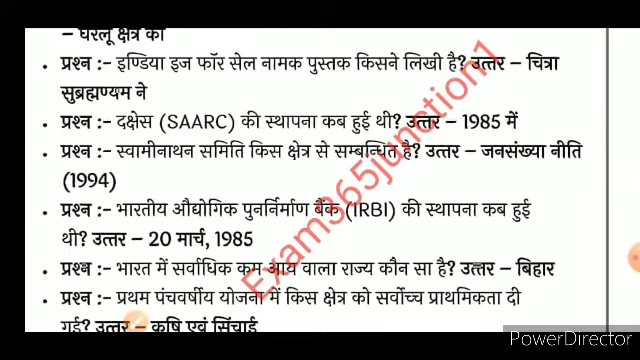 – घरेलू क्षेत्र को
• प्रश्न :- इण्डिया इज फॉर सेल नामक पुस्तक किसने लिखी है? उत्तर – चित्रा
सुब्रह्मण्यम ने
• प्रश्न :- दक्षेस (SAARC) की स्थापना कब हुई थी? उत्तर – 1985 में
• प्रश्न :- स्वामीनाथन समिति किस क्षेत्र से सम्बन्धित है? उत्तर – जनसंख्या नीति
(1994)
• प्रश्न :- भारतीय औद्योगिक पुनर्निर्माण बैंक (IRBI) की स्थापना कब हुई
थी? उत्तर – 20 मार्च, 1985
• प्रश्न :- भारत में सर्वाधिक कम आय वाला राज्य कौन सा है? उत्तर – बिहार
• प्रश्न :- प्रथम पंचवर्षीय योजना में किस क्षेत्र को सर्वोच्च प्राथमिकता दी
गई? उत्तर – कृषि एवं सिंचाई
Exam365junction1
PowerDirector